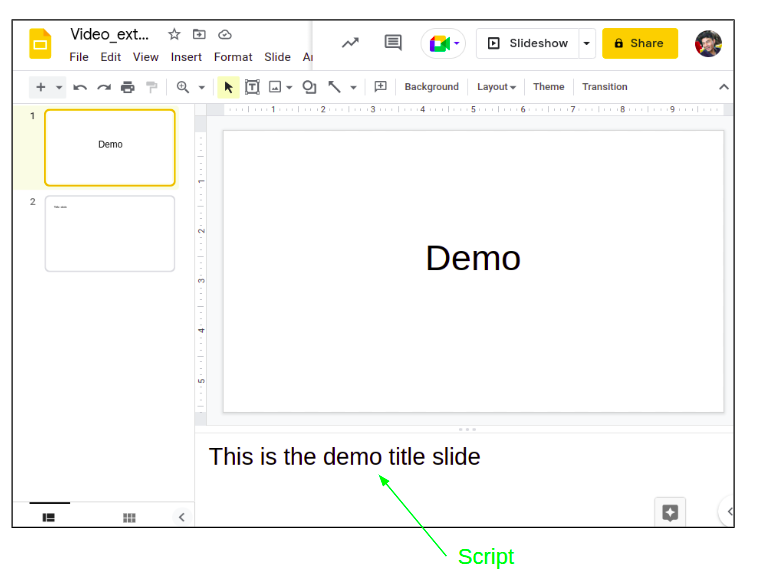 Video_ext...
File Edit View Insert Format Slide
Slideshow
Share
Background Layout Theme Transition
1 2 3 4 5 6 7 8 9
1
Demo
2
1
2
3
4
5
Demo
This is the demo title slide
Script